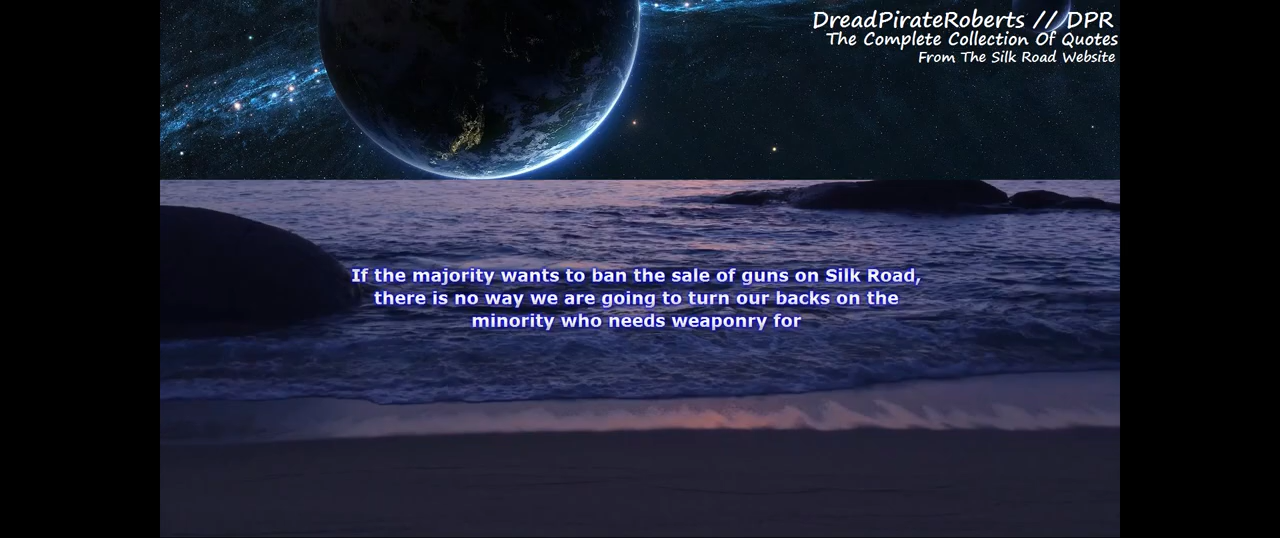 DreadPirateRoberts // DPR
The Complete Collection Of Quotes
From The Silk Road Website
If the majority wants to ban the sale of guns on Silk Road,
there is no way we are going to turn our backs on the
minority who needs weaponry for